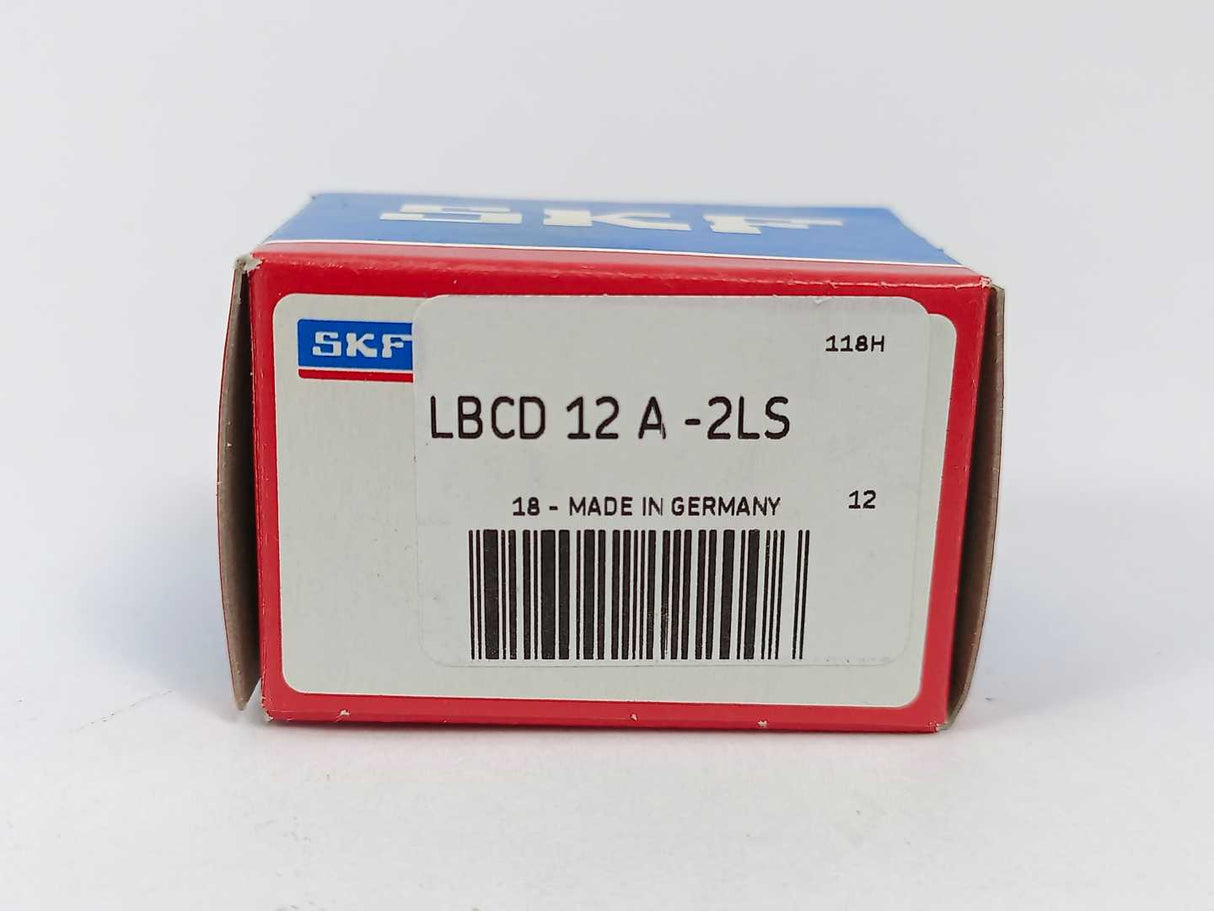 SKF
SKF
118H
LBCD 12 A -2LS
18 - MADE IN GERMANY
12